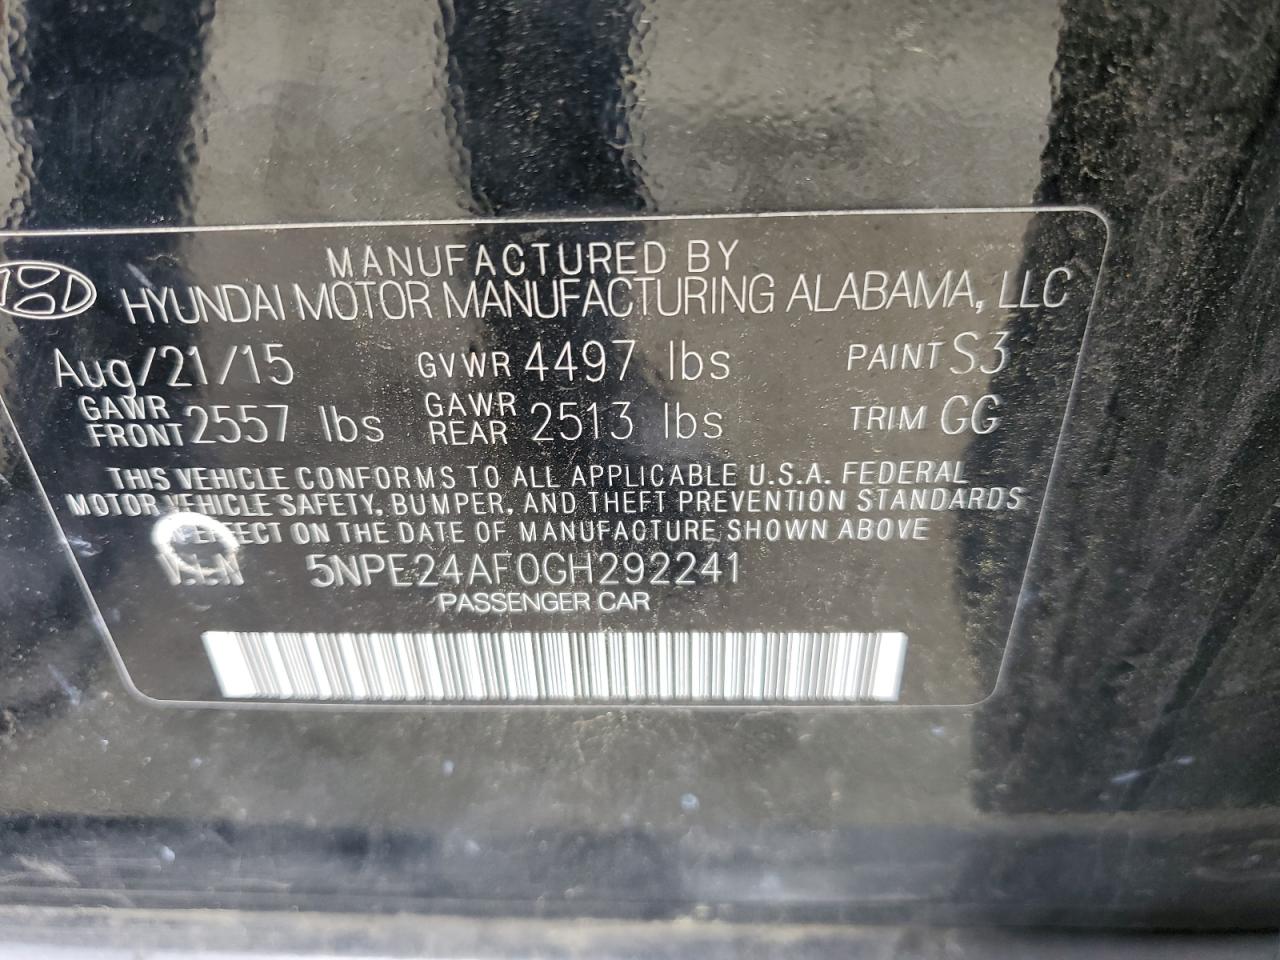 MANUFACTURED BY
HYUNDAI MOTOR MANUFACTURING ALABAMA, LLC
Aug/21/15 GVWR 4497 lbs PAINT S3
GAWR FRONT 2557 lbs GAWR REAR 2513 lbs TRIM GG
THIS VEHICLE CONFORMS TO ALL APPLICABLE U.S.A. FEDERAL
MOTOR VEHICLE SAFETY, BUMPER, AND THEFT PREVENTION STANDARDS
EFFECT ON THE DATE OF MANUFACTURE SHOWN ABOVE
5NPE24AF0GH292241
PASSENGER CAR